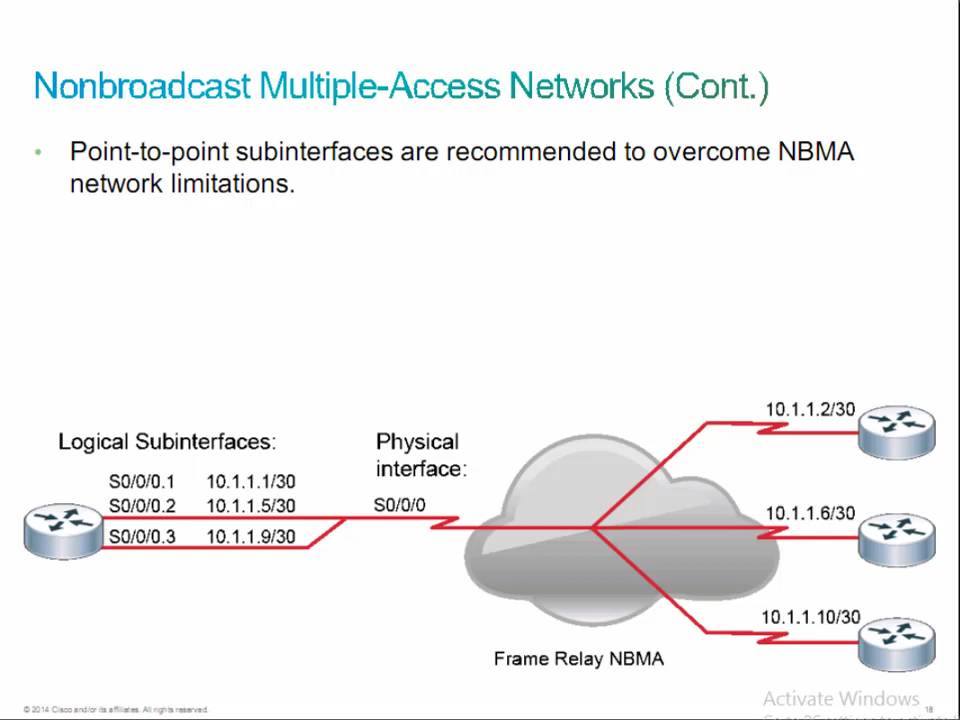 Nonbroadcast Multiple-Access Networks (Cont.)
• Point-to-point subinterfaces are recommended to overcome NBMA
network limitations.
Logical Subinterfaces:
S0/0/0.1 10.1.1.1/30
S0/0/0.2 10.1.1.5/30
S0/0/0.3 10.1.1.9/30
Physical
interface:
S0/0/0
10.1.1.2/30
10.1.1.6/30
10.1.1.10/30
Frame Relay NBMA
© 2014 Cisco and/or its affiliates. All rights reserved.
Activate Windows
18